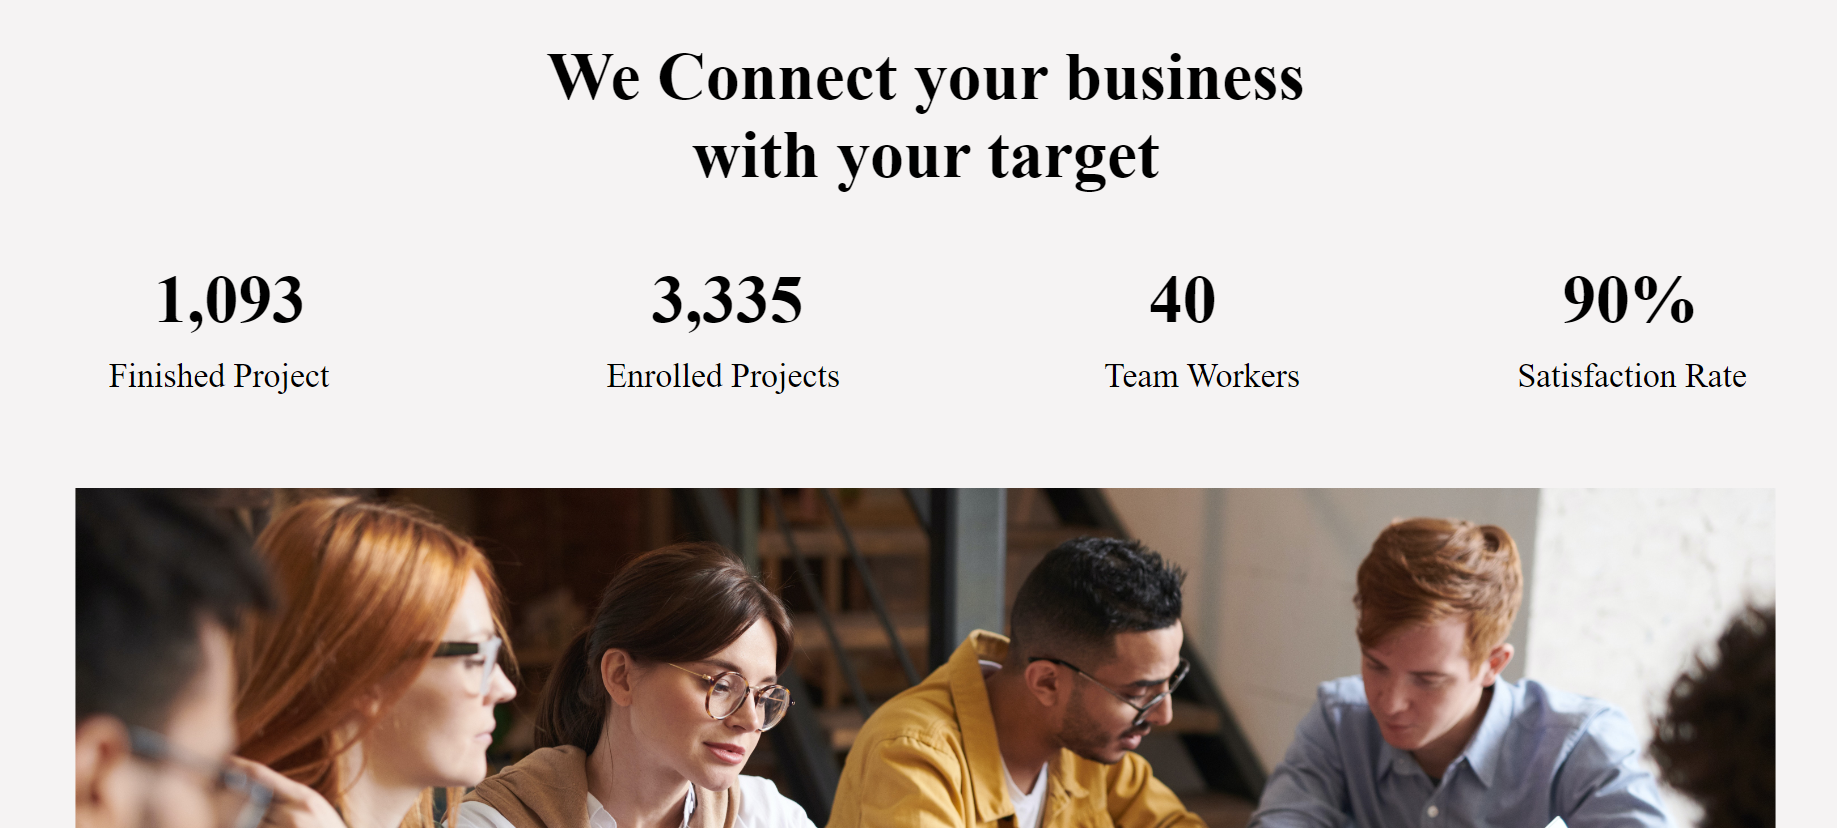 We Connect your business
with your target
1,093
3,335
40
90%
Finished Project
Enrolled Projects
Team Workers
Satisfaction Rate